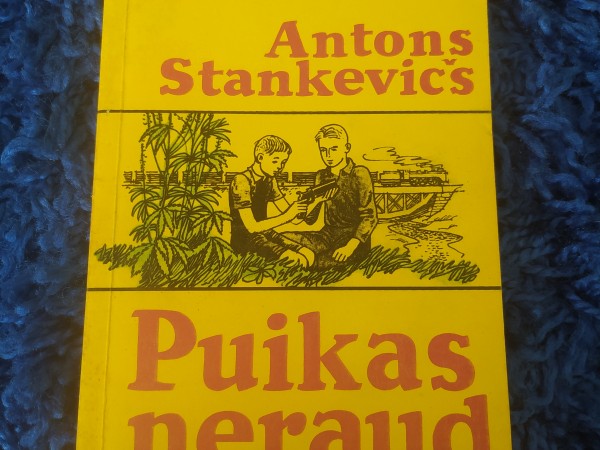 Antons
Stankevičs
Puikas
neraud